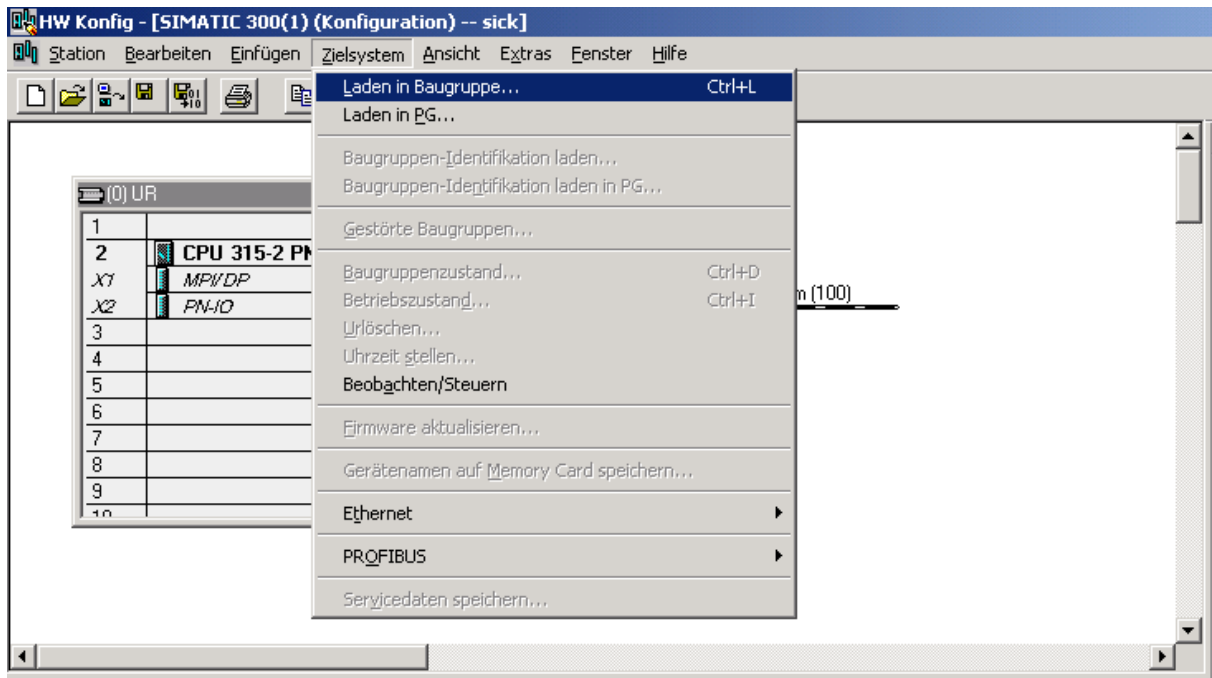 HW Konfig - [SIMATIC 300(1) (Konfiguration) -- sick]
Station Bearbeiten Einfügen Zielsystem Ansicht Extras Fenster Hilfe
Laden in Baugruppe... Ctrl+L
Laden in PG...
Baugruppen-Identifikation laden...
Baugruppen-Identifikation laden in PG...
Gestörte Baugruppen...
Baugruppenzustand... Ctrl+D
Betriebszustand... Ctrl+I
Urlöschen...
Uhrzeit stellen...
Beobachten/Steuern
Firmware aktualisieren...
Gerätenamen auf Memory Card speichern...
Ethernet
PROFIBUS
Servicedaten speichern...
(0) UR
1
2 CPU 315-2 PN
X1 MPI/DP
X2 PN-IO
3
4
5
6
7
8
9
10
(100)